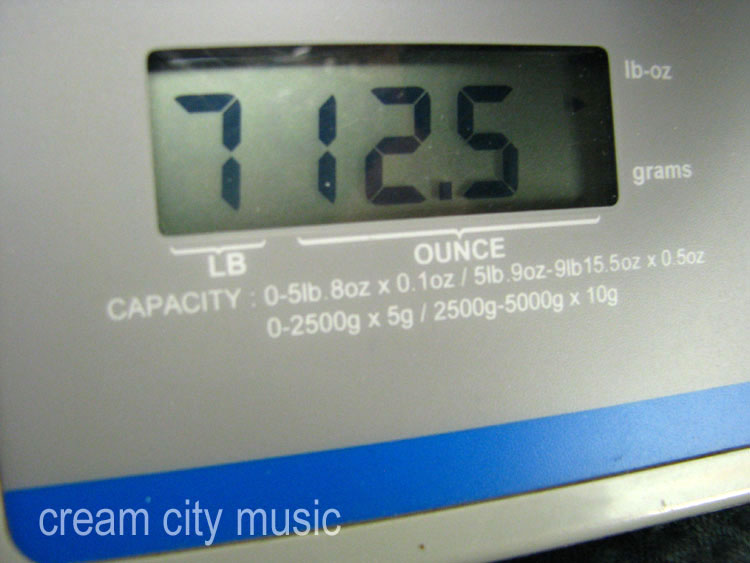 lb-oz
7 12.5
grams
LB
OUNCE
CAPACITY : 0-5lb.8oz x 0.1oz / 5lb.9oz-9lb15.5oz x 0.5oz
0-2500g x 5g / 2500g-5000g x 10g
cream city music